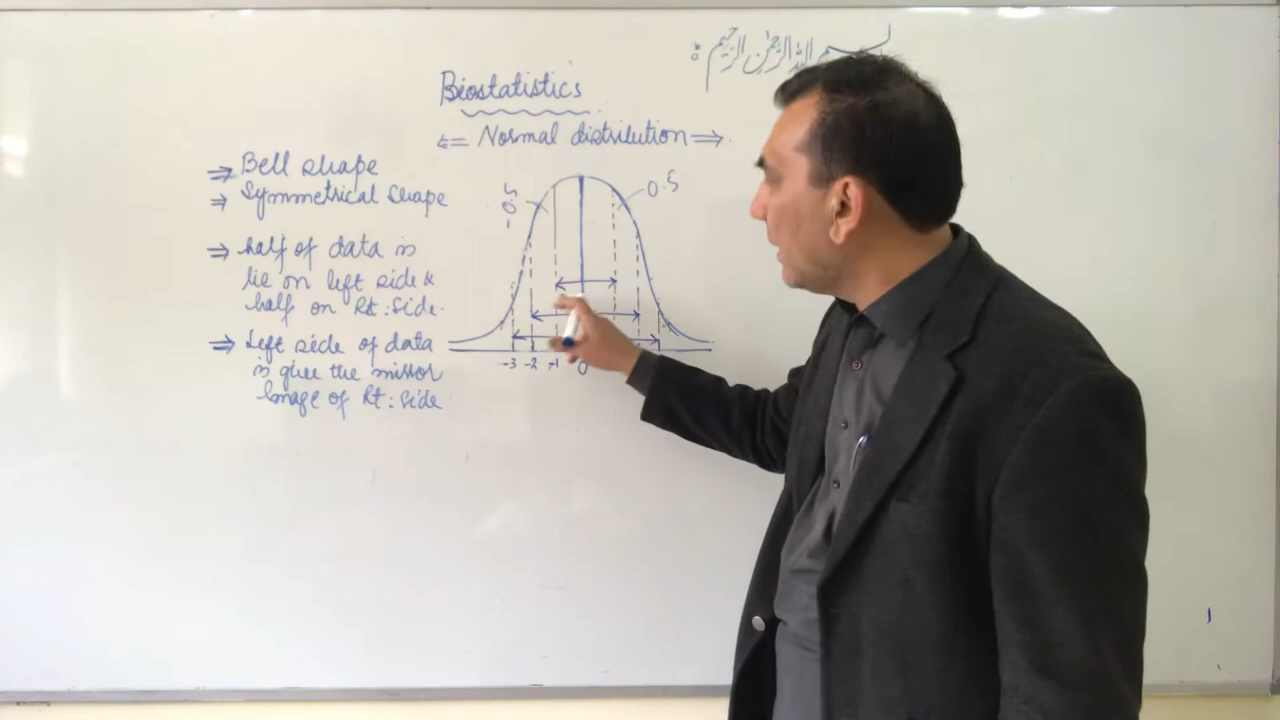 بسم الله الرحمن الرحيم :
Biostatistics
<= Normal distribution =>
⇒ Bell shape
⇒ Symmetrical shape
⇒ half of data is
lie on left side &
half on Rt: side.
⇒ Left side of data
is give the mirror
Image of Rt: side
-0.5
0.5
-3 -2 -1 0